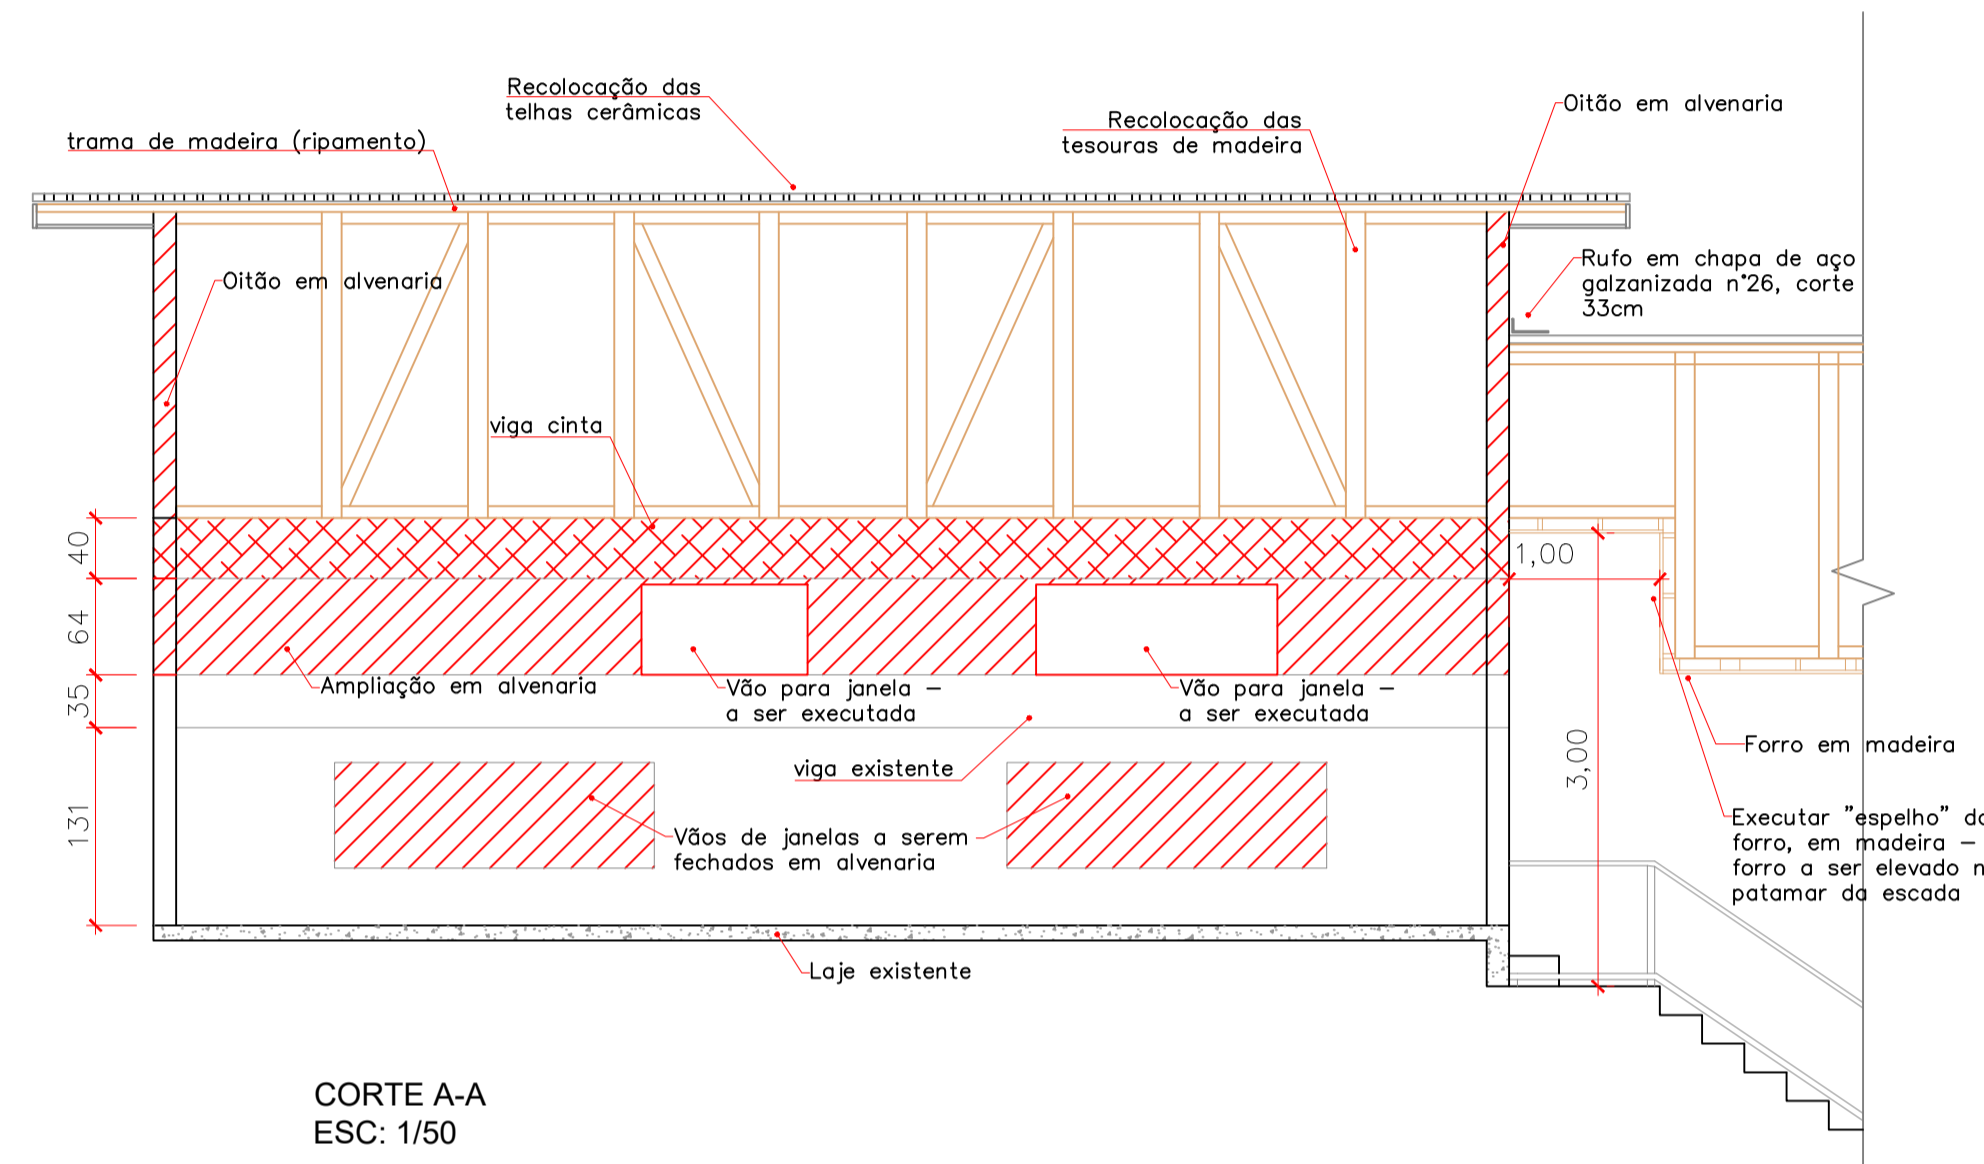 Recolocação das
telhas cerâmicas
Recolocação das
tesouras de madeira
Oitão em alvenaria
trama de madeira (ripamento)
Oitão em alvenaria
Rufo em chapa de aço
galzanizada n°26, corte
33cm
viga cinta
40
1,00
64
Ampliação em alvenaria
Vão para janela –
a ser executada
Vão para janela –
a ser executada
35
viga existente
3,00
Forro em madeira
131
Vãos de janelas a serem
fechados em alvenaria
Executar "espelho" do
forro, em madeira –
forro a ser elevado n
patamar da escada
Laje existente
CORTE A-A
ESC: 1/50